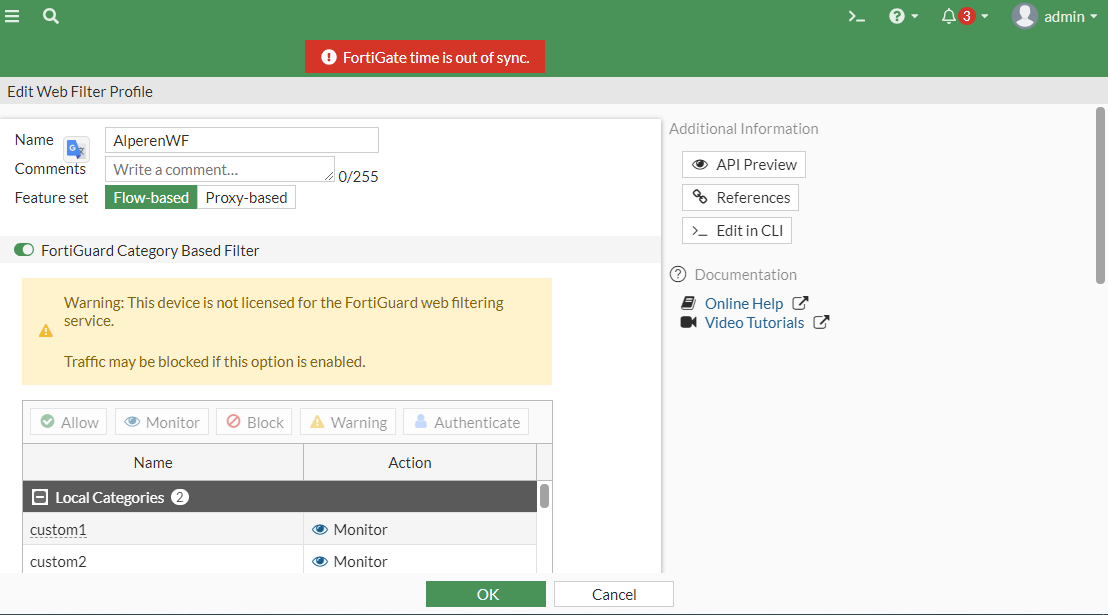 3
admin
FortiGate time is out of sync.
Edit Web Filter Profile
Name
AlperenWF
Comments
Write a comment...
0/255
Feature set
Flow-based
Proxy-based
FortiGuard Category Based Filter
Warning: This device is not licensed for the FortiGuard web filtering
service.
Traffic may be blocked if this option is enabled.
Allow
Monitor
Block
Warning
Authenticate
Name
Action
Local Categories 2
custom1
Monitor
custom2
Monitor
OK
Cancel
Additional Information
API Preview
References
>_ Edit in CLI
Documentation
Online Help
Video Tutorials